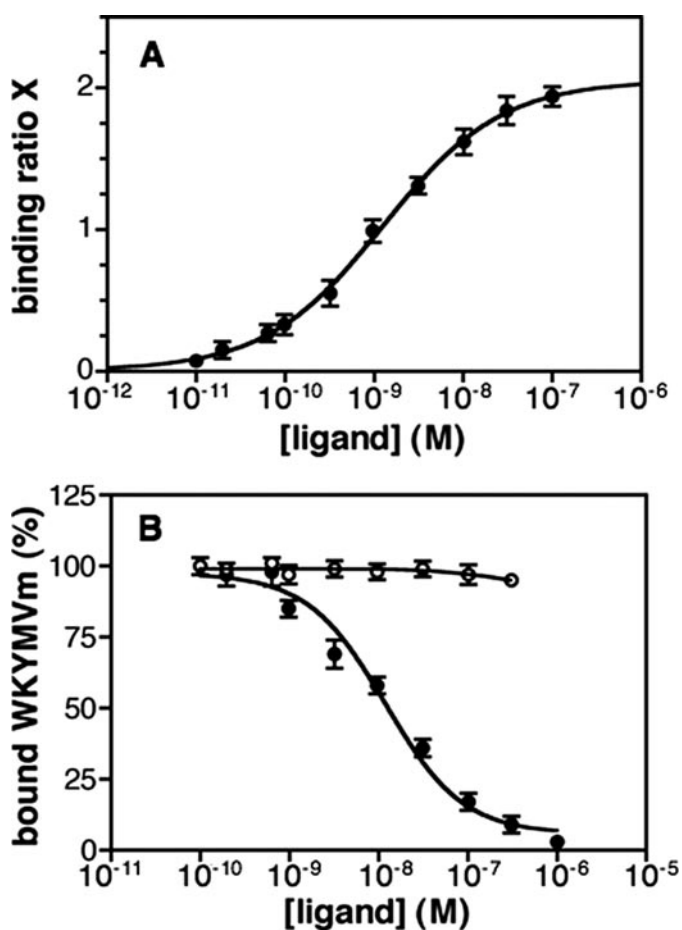 A
binding ratio X
2
1
0
10-12 10-11 10-10 10-9 10-8 10-7 10-6
[ligand] (M)
B
bound WKYMVm (%)
125
100
75
50
25
0
10-11 10-10 10-9 10-8 10-7 10-6 10-5
[ligand] (M)